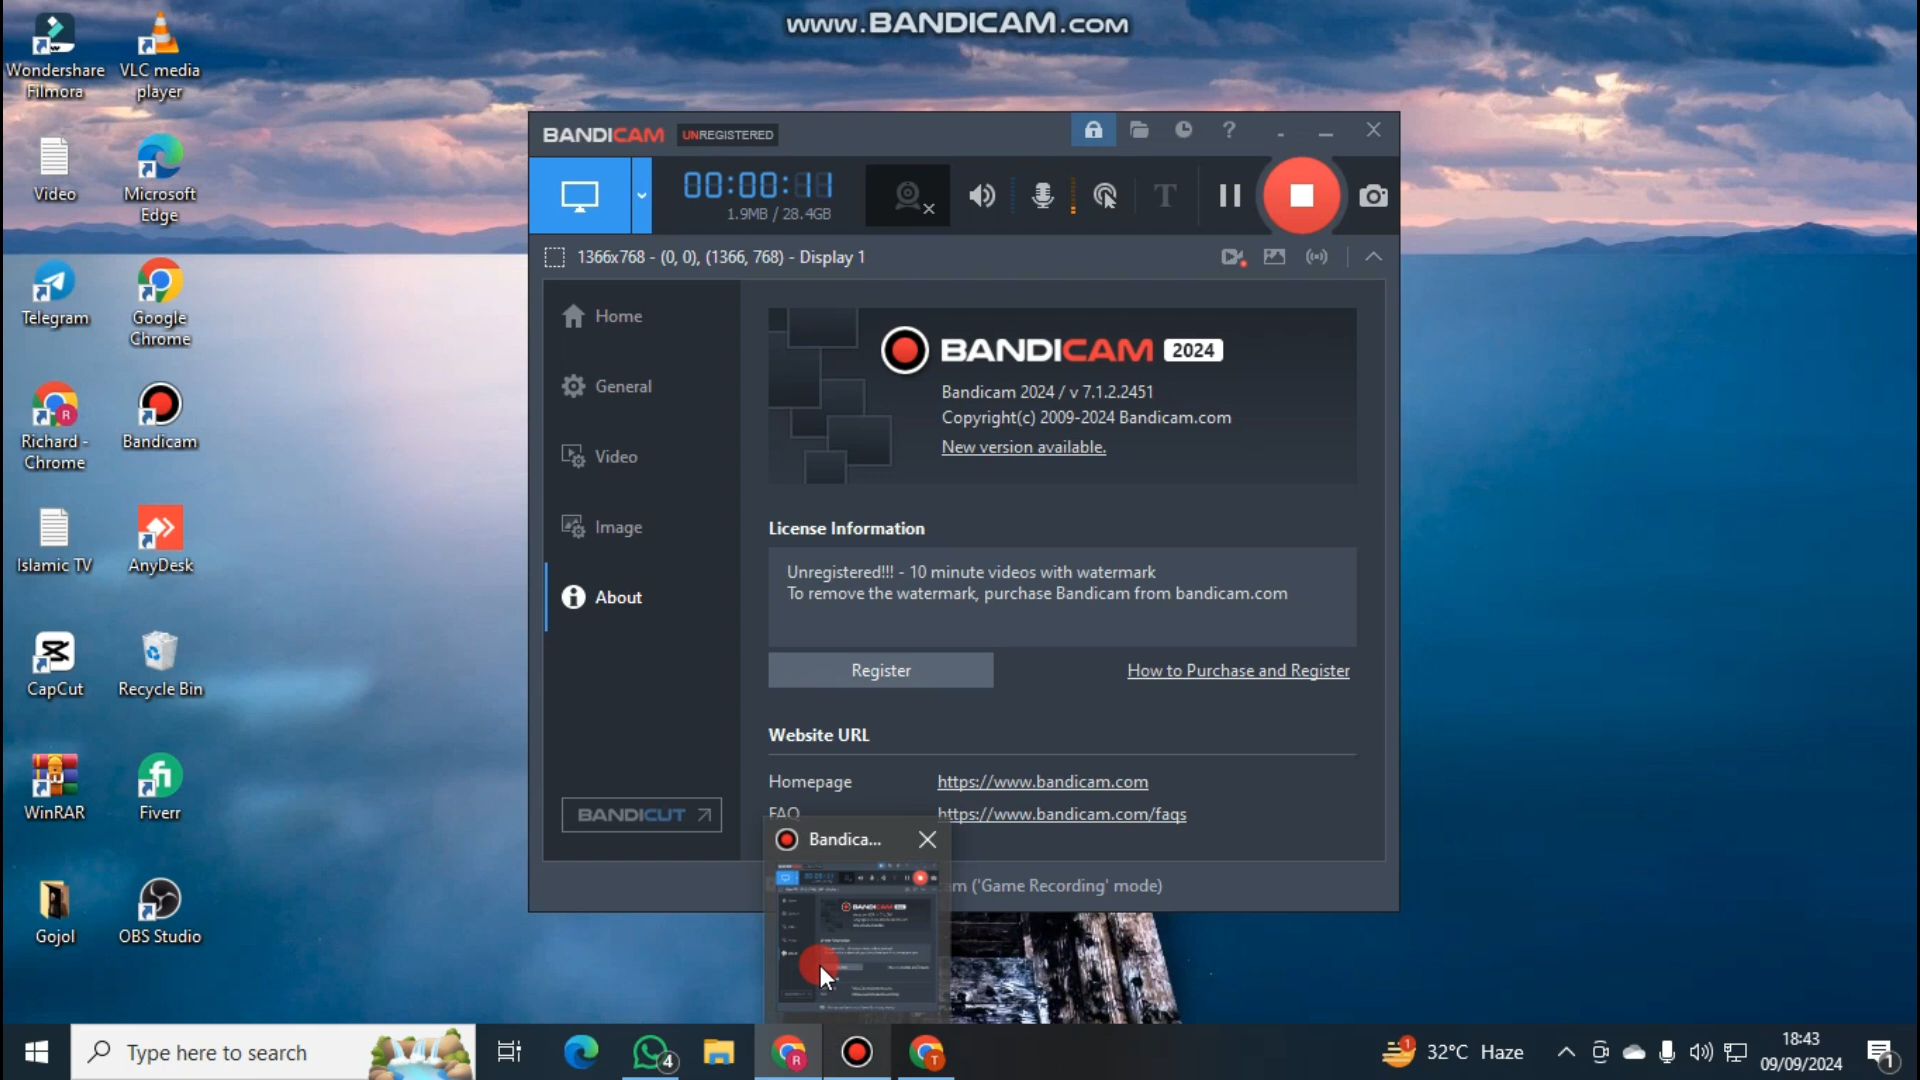 www.BANDICAM.com
Wondershare
Filmora
VLC media
player
Video
Microsoft
Edge
Telegram
Google
Chrome
Richard -
Chrome
Bandicam
Islamic TV
AnyDesk
CapCut
Recycle Bin
WinRAR
Fiverr
Gojol
OBS Studio
BANDICAM UNREGISTERED
00:00:11
1.9MB / 28.4GB
1366x768 - (0, 0), (1366, 768) - Display 1
Home
General
Video
Image
About
BANDICUT
BANDICAM 2024
Bandicam 2024 / v 7.1.2.2451
Copyright(c) 2009-2024 Bandicam.com
New version available.
License Information
Unregistered!!! - 10 minute videos with watermark
To remove the watermark, purchase Bandicam from bandicam.com
Register
How to Purchase and Register
Website URL
Homepage https://www.bandicam.com
FAQ https://www.bandicam.com/faqs
Bandica...
('Game Recording' mode)
Type here to search
4
R
T
1
32°C Haze
18:43
09/09/2024
1